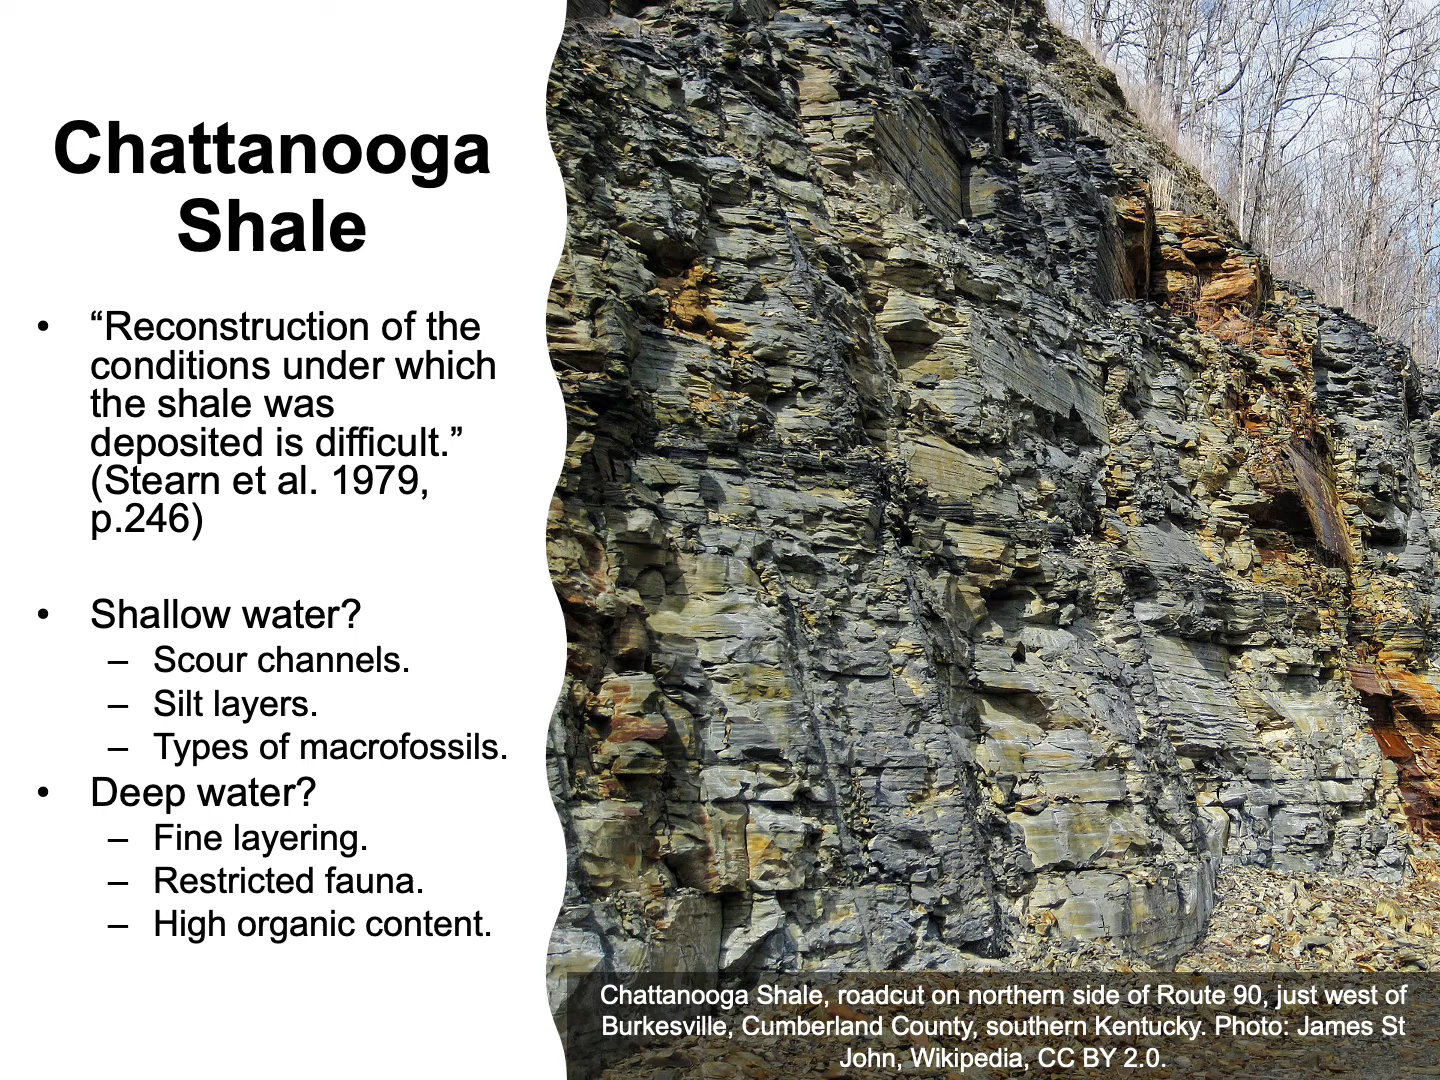 Chattanooga
Shale
• “Reconstruction of the
conditions under which
the shale was
deposited is difficult.”
(Stearn et al. 1979,
p.246)
• Shallow water?
– Scour channels.
– Silt layers.
– Types of macrofossils.
• Deep water?
– Fine layering.
– Restricted fauna.
– High organic content.
Chattanooga Shale, roadcut on northern side of Route 90, just west of
Burkesville, Cumberland County, southern Kentucky. Photo: James St
John, Wikipedia, CC BY 2.0.